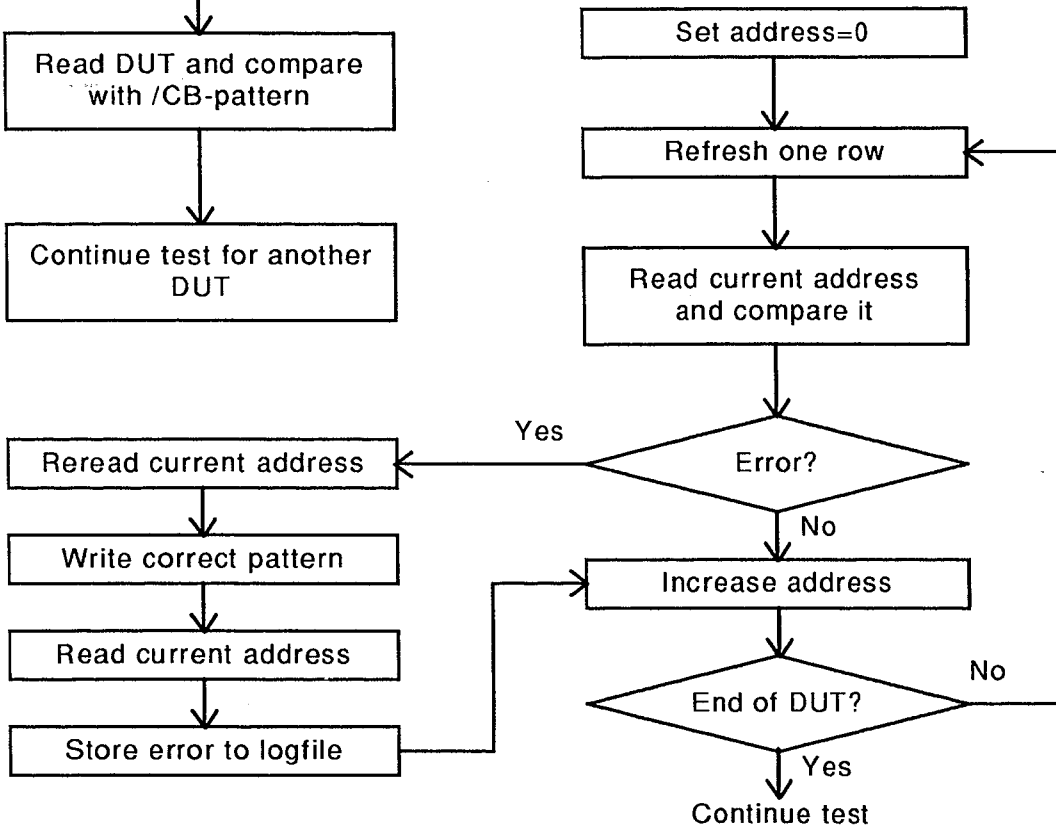 Read DUT and compare
with /CB-pattern
Continue test for another
DUT
Set address=0
Refresh one row
Read current address
and compare it
Error?
Yes
No
Reread current address
Write correct pattern
Read current address
Store error to logfile
Increase address
End of DUT?
No
Yes
Continue test